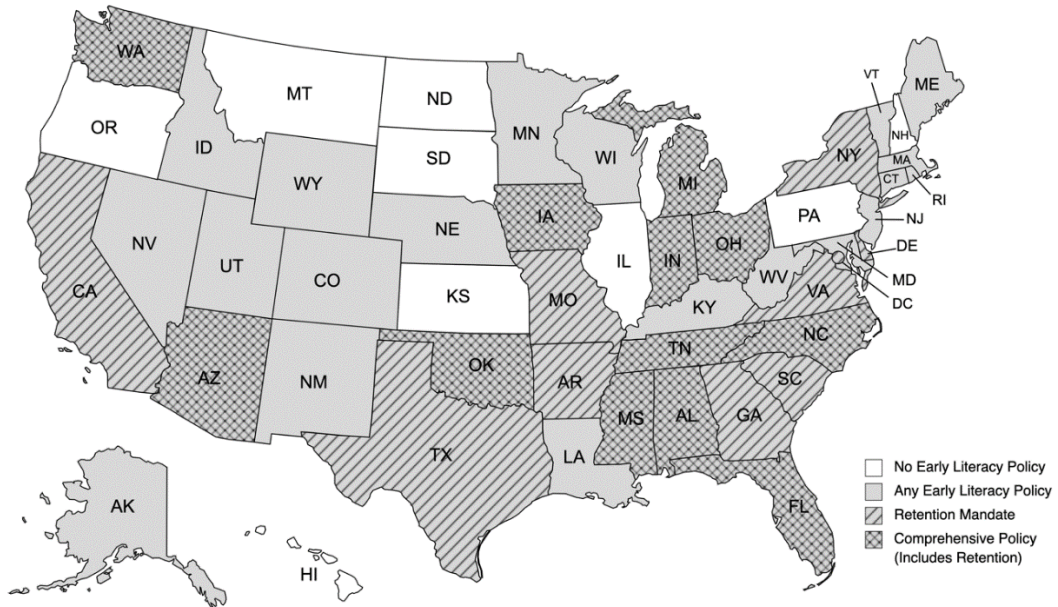 WA
MT
ND
MN
VT
ME
OR
ID
SD
WI
NH
NY
WY
MI
MA
CT
RI
IA
PA
NJ
NE
NV
UT
CO
IL
IN
OH
DE
MD
DC
WV
VA
CA
KS
MO
KY
NC
TN
AZ
NM
OK
AR
SC
MS
AL
GA
TX
LA
FL
AK
HI
No Early Literacy Policy
Any Early Literacy Policy
Retention Mandate
Comprehensive Policy
(Includes Retention)